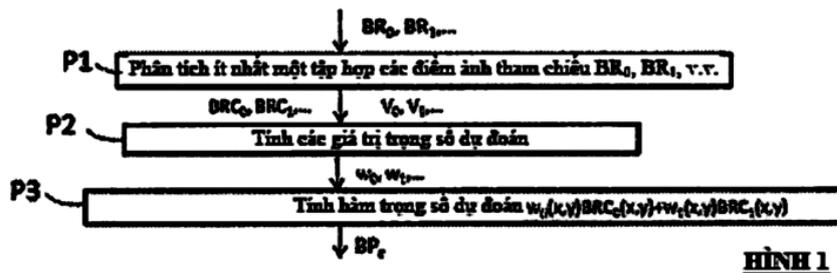 BR₀, BR₁,...
P1 Phân tích ít nhất một tập hợp các điểm ảnh tham chiếu BR₀, BR₁, v.v.
BRC₀, BRC₁,... V₀, V₁,...
P2 Tính các giá trị trọng số dự đoán
w₀, w₁,...
P3 Tính hàm trọng số dự đoán w₀(x,y)BRC₀(x,y)+w₁(x,y)BRC₁(x,y)
BPc
HÌNH 1